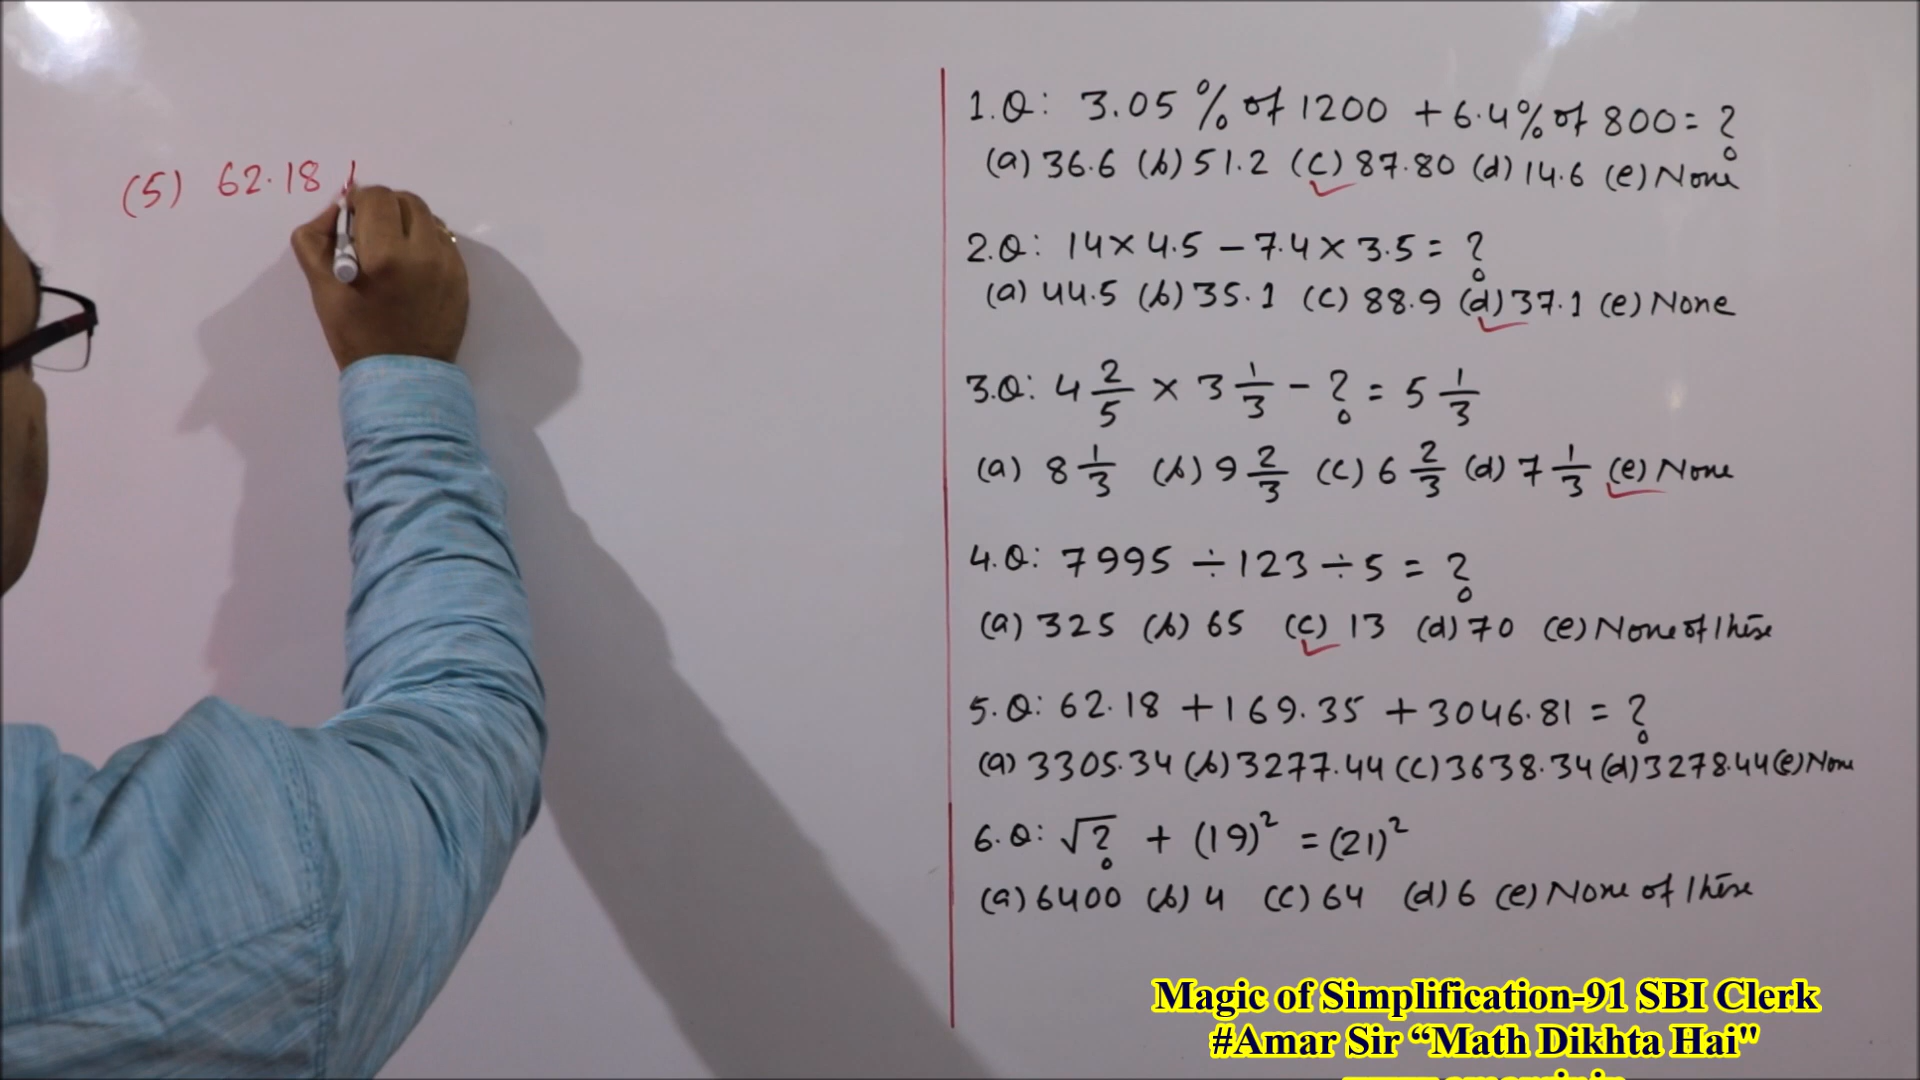 (5) 62.18
1.Q: 3.05% of 1200 + 6.4% of 800 = ?
(a) 36.6 (b) 51.2 (c) 87.80 (d) 14.6 (e) None
2.Q: 14 × 4.5 – 7.4 × 3.5 = ?
(a) 44.5 (b) 35.1 (c) 88.9 (d) 37.1 (e) None
3.Q: 4 2/5 × 3 1/3 – ? = 5 1/3
(a) 8 1/3 (b) 9 2/3 (c) 6 2/3 (d) 7 1/3 (e) None
4.Q: 7995 ÷ 123 ÷ 5 = ?
(a) 325 (b) 65 (c) 13 (d) 70 (e) None of these
5.Q: 62.18 + 169.35 + 3046.81 = ?
(a) 3305.34 (b) 3277.44 (c) 3638.34 (d) 3278.44 (e) None
6.Q: √? + (19)² = (21)²
(a) 6400 (b) 4 (c) 64 (d) 6 (e) None of these
Magic of Simplification-91 SBI Clerk
#Amar Sir “Math Dikhta Hai"